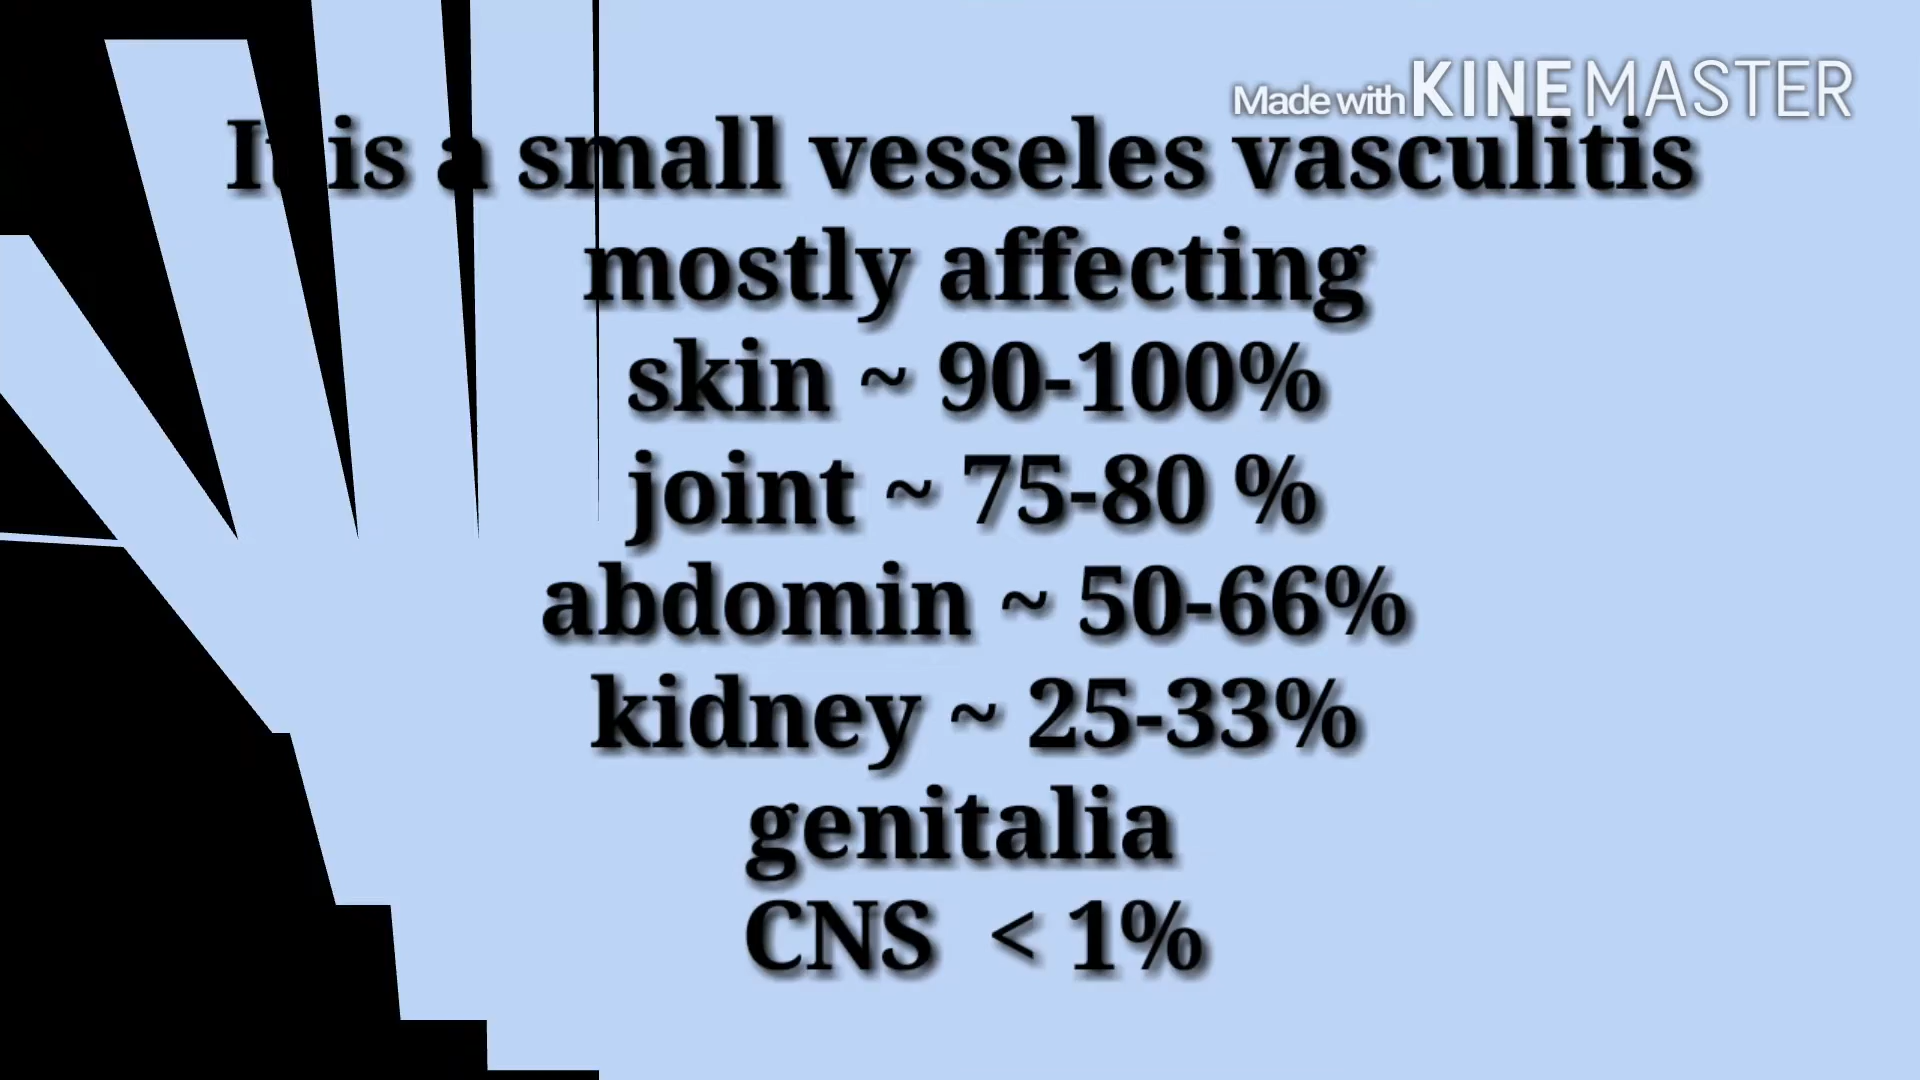 Made with KINEMASTER
It is a small vesseles vasculitis
mostly affecting
skin ~ 90-100%
joint ~ 75-80 %
abdomin ~ 50-66%
kidney ~ 25-33%
genitalia
CNS < 1%